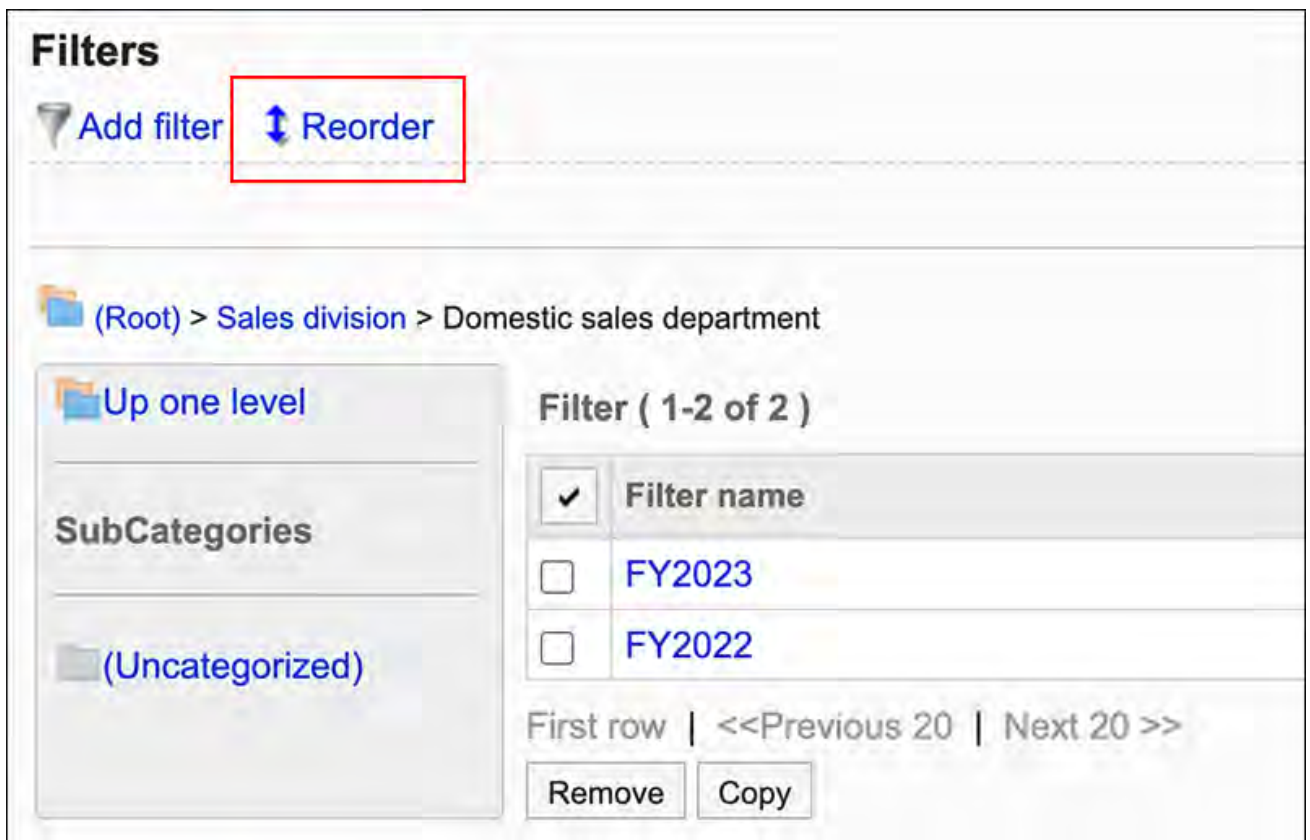 Filters
Add filter Reorder
(Root) > Sales division > Domestic sales department
Up one level
SubCategories
(Uncategorized)
Filter ( 1-2 of 2 )
Filter name
FY2023
FY2022
First row | <<Previous 20 | Next 20 >>
Remove Copy